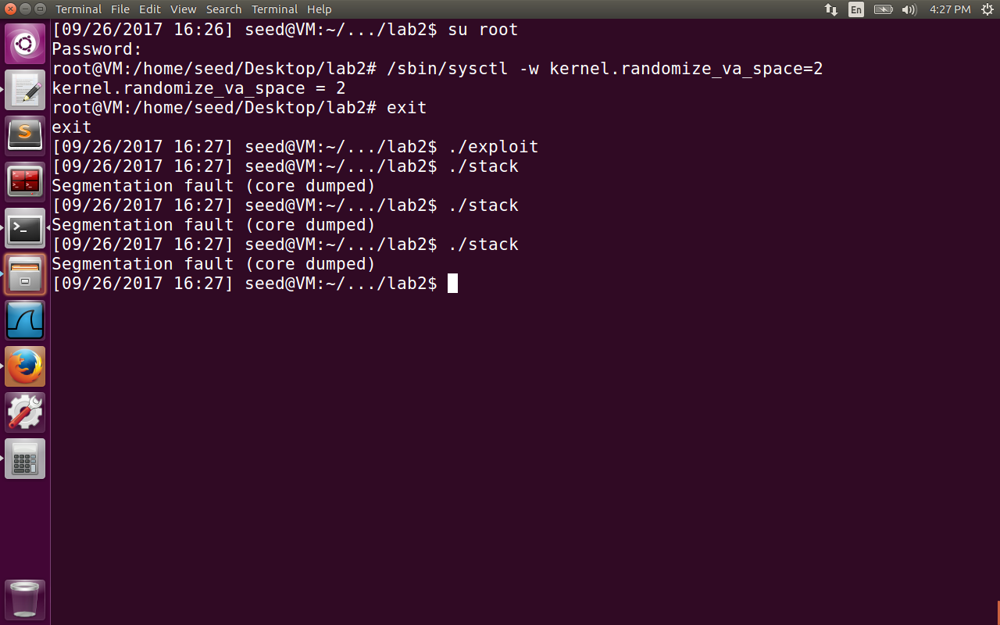 Terminal File Edit View Search Terminal Help En 4:27 PM
[09/26/2017 16:26] seed@VM:~/.../lab2$ su root
Password:
root@VM:/home/seed/Desktop/lab2# /sbin/sysctl -w kernel.randomize_va_space=2
kernel.randomize_va_space = 2
root@VM:/home/seed/Desktop/lab2# exit
exit
[09/26/2017 16:27] seed@VM:~/.../lab2$ ./exploit
[09/26/2017 16:27] seed@VM:~/.../lab2$ ./stack
Segmentation fault (core dumped)
[09/26/2017 16:27] seed@VM:~/.../lab2$ ./stack
Segmentation fault (core dumped)
[09/26/2017 16:27] seed@VM:~/.../lab2$ ./stack
Segmentation fault (core dumped)
[09/26/2017 16:27] seed@VM:~/.../lab2$